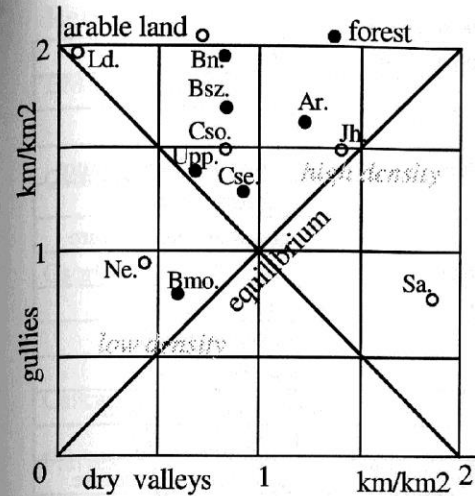 arable land forest
2
Ld.
Bn.
Bsz.
Ar.
Cso.
Jh.
Upp.
Cse.
high density
km/km2
1
equilibrium
Ne.
Bmo.
Sa.
low density
gullies
0 dry valleys 1 km/km2 2